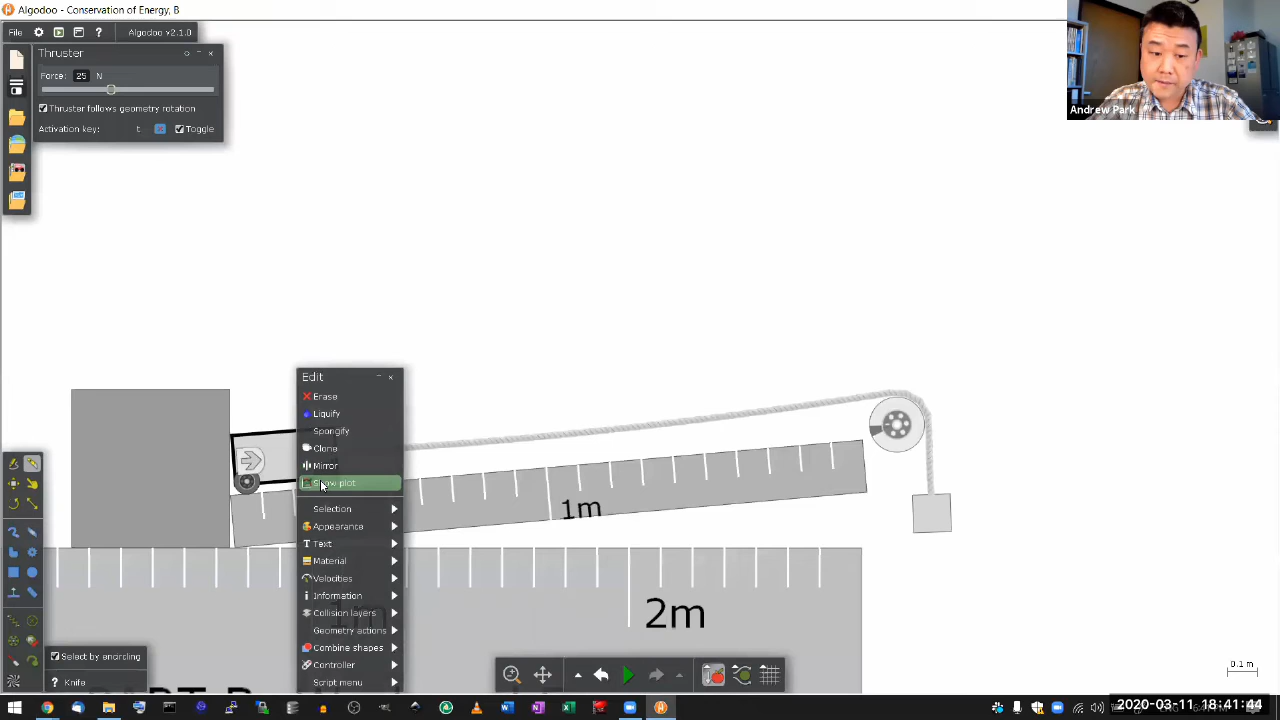 Algodoo - Conservation of Energy, B
File
?
Algodoo v2.1.0
Thruster
Force: 25 N
Thruster follows geometry rotation
Activation key: t
Toggle
Andrew Park
Edit
Erase
Liquify
Spongify
Clone
Mirror
Show plot
Selection
Appearance
Text
Material
Velocities
Information
Collision layers
Geometry actions
Combine shapes
Controller
Script menu
1m
1m
2m
Select by encircling
? Knife
0.1 m
2020-03-11 18:41:44